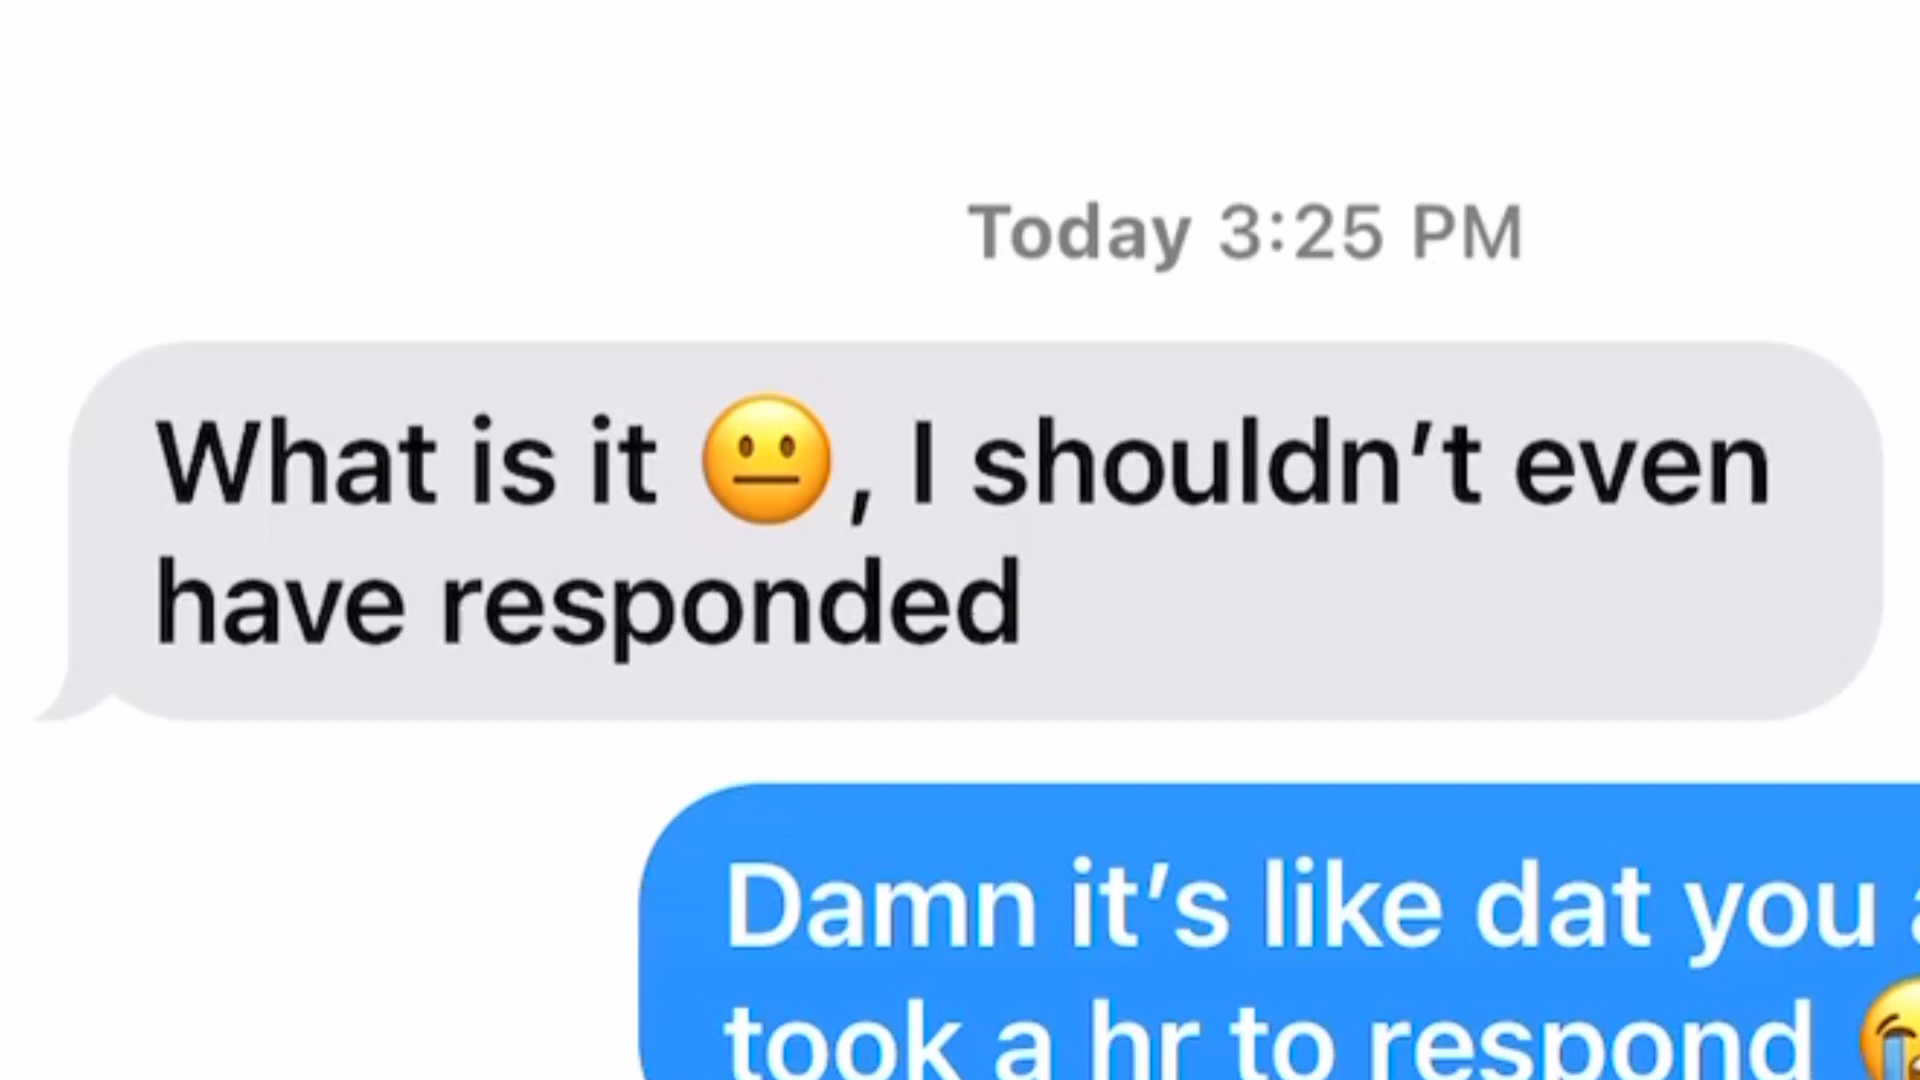 Today 3:25 PM
What is it 😐, I shouldn’t even
have responded
Damn it’s like dat you
took a hr to respond 😭